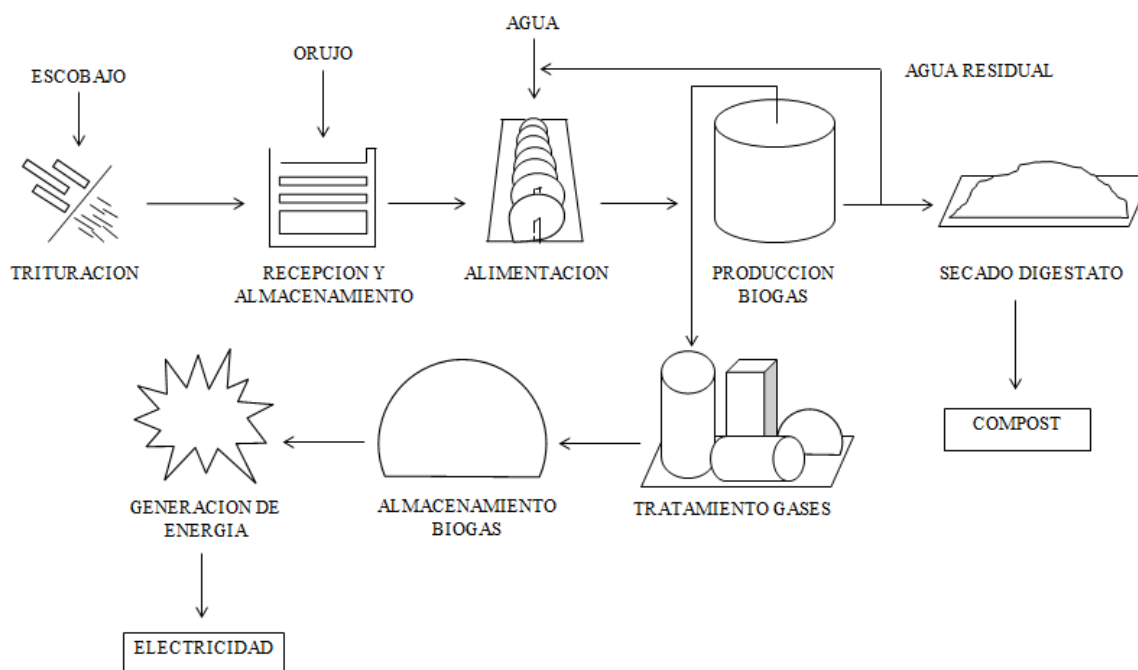 AGUA
ORUJO
AGUA RESIDUAL
ESCOBAJO
TRITURACION
RECEPCION Y
ALMACENAMIENTO
ALIMENTACION
PRODUCCION
BIOGAS
SECADO DIGESTATO
COMPOST
GENERACION DE
ENERGIA
ALMACENAMIENTO
BIOGAS
TRATAMIENTO GASES
ELECTRICIDAD